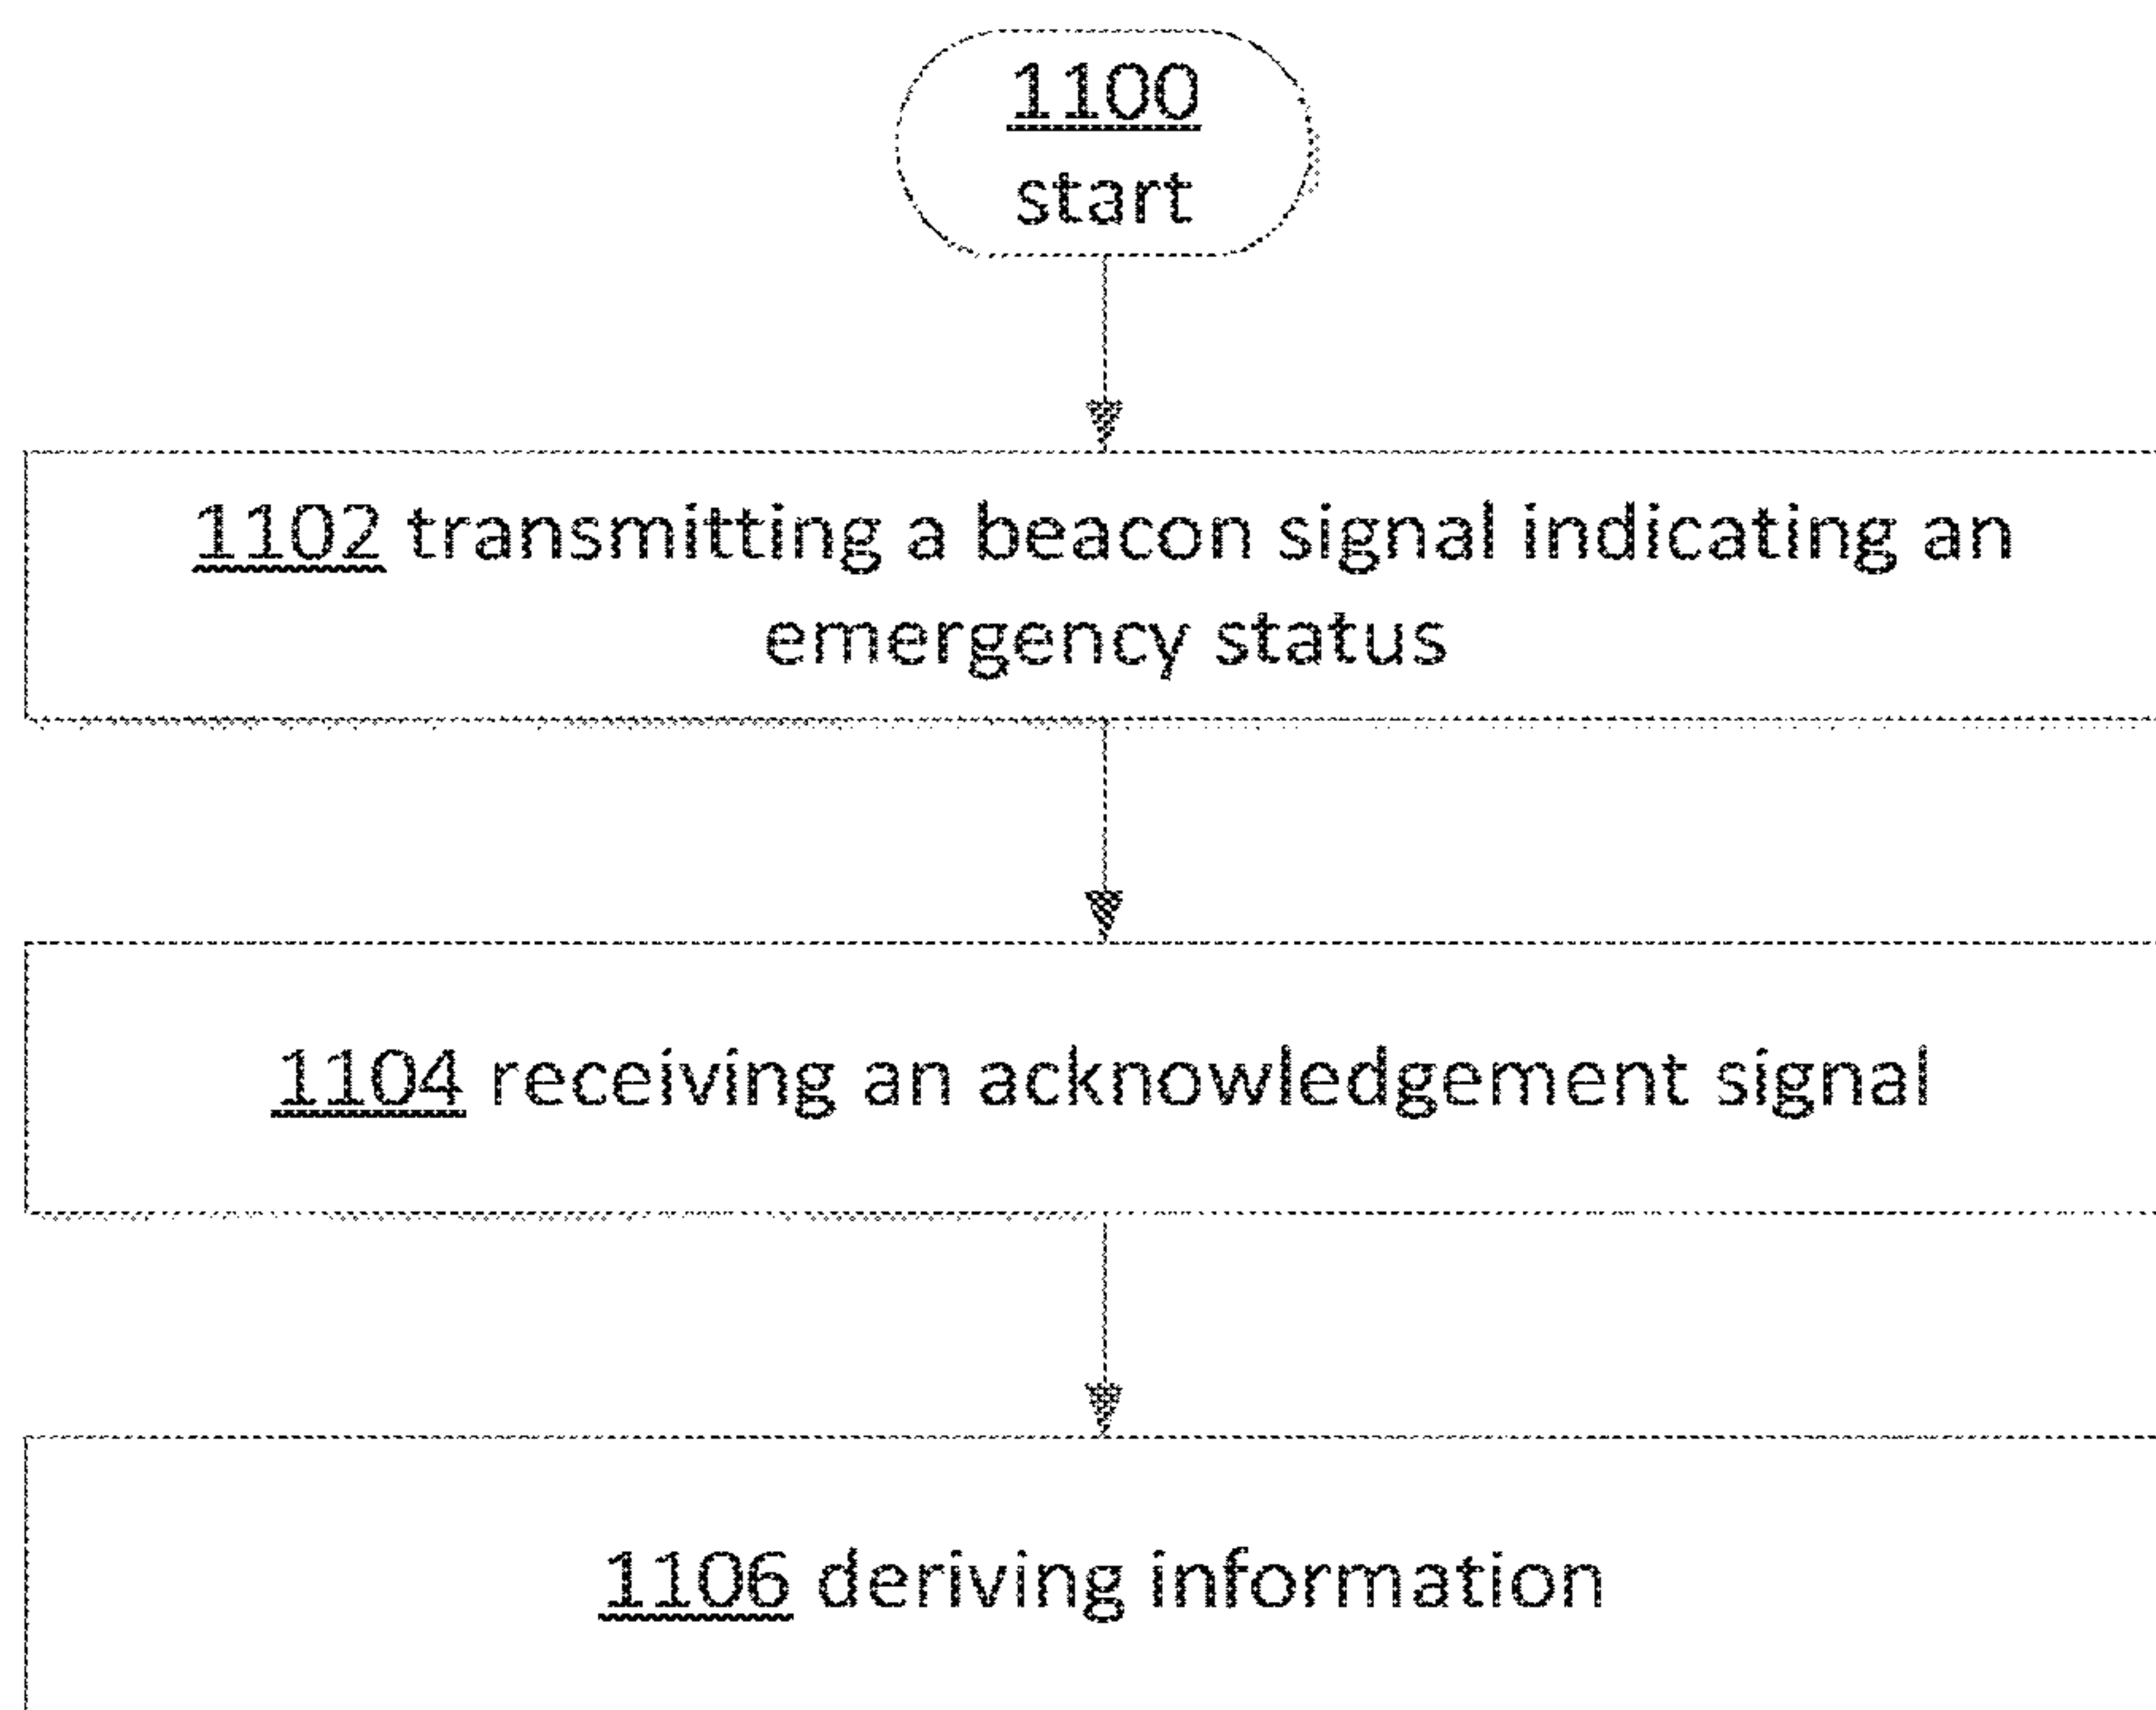 1100
start
1102 transmitting a beacon signal indicating an
emergency status
1104 receiving an acknowledgement signal
1106 deriving information